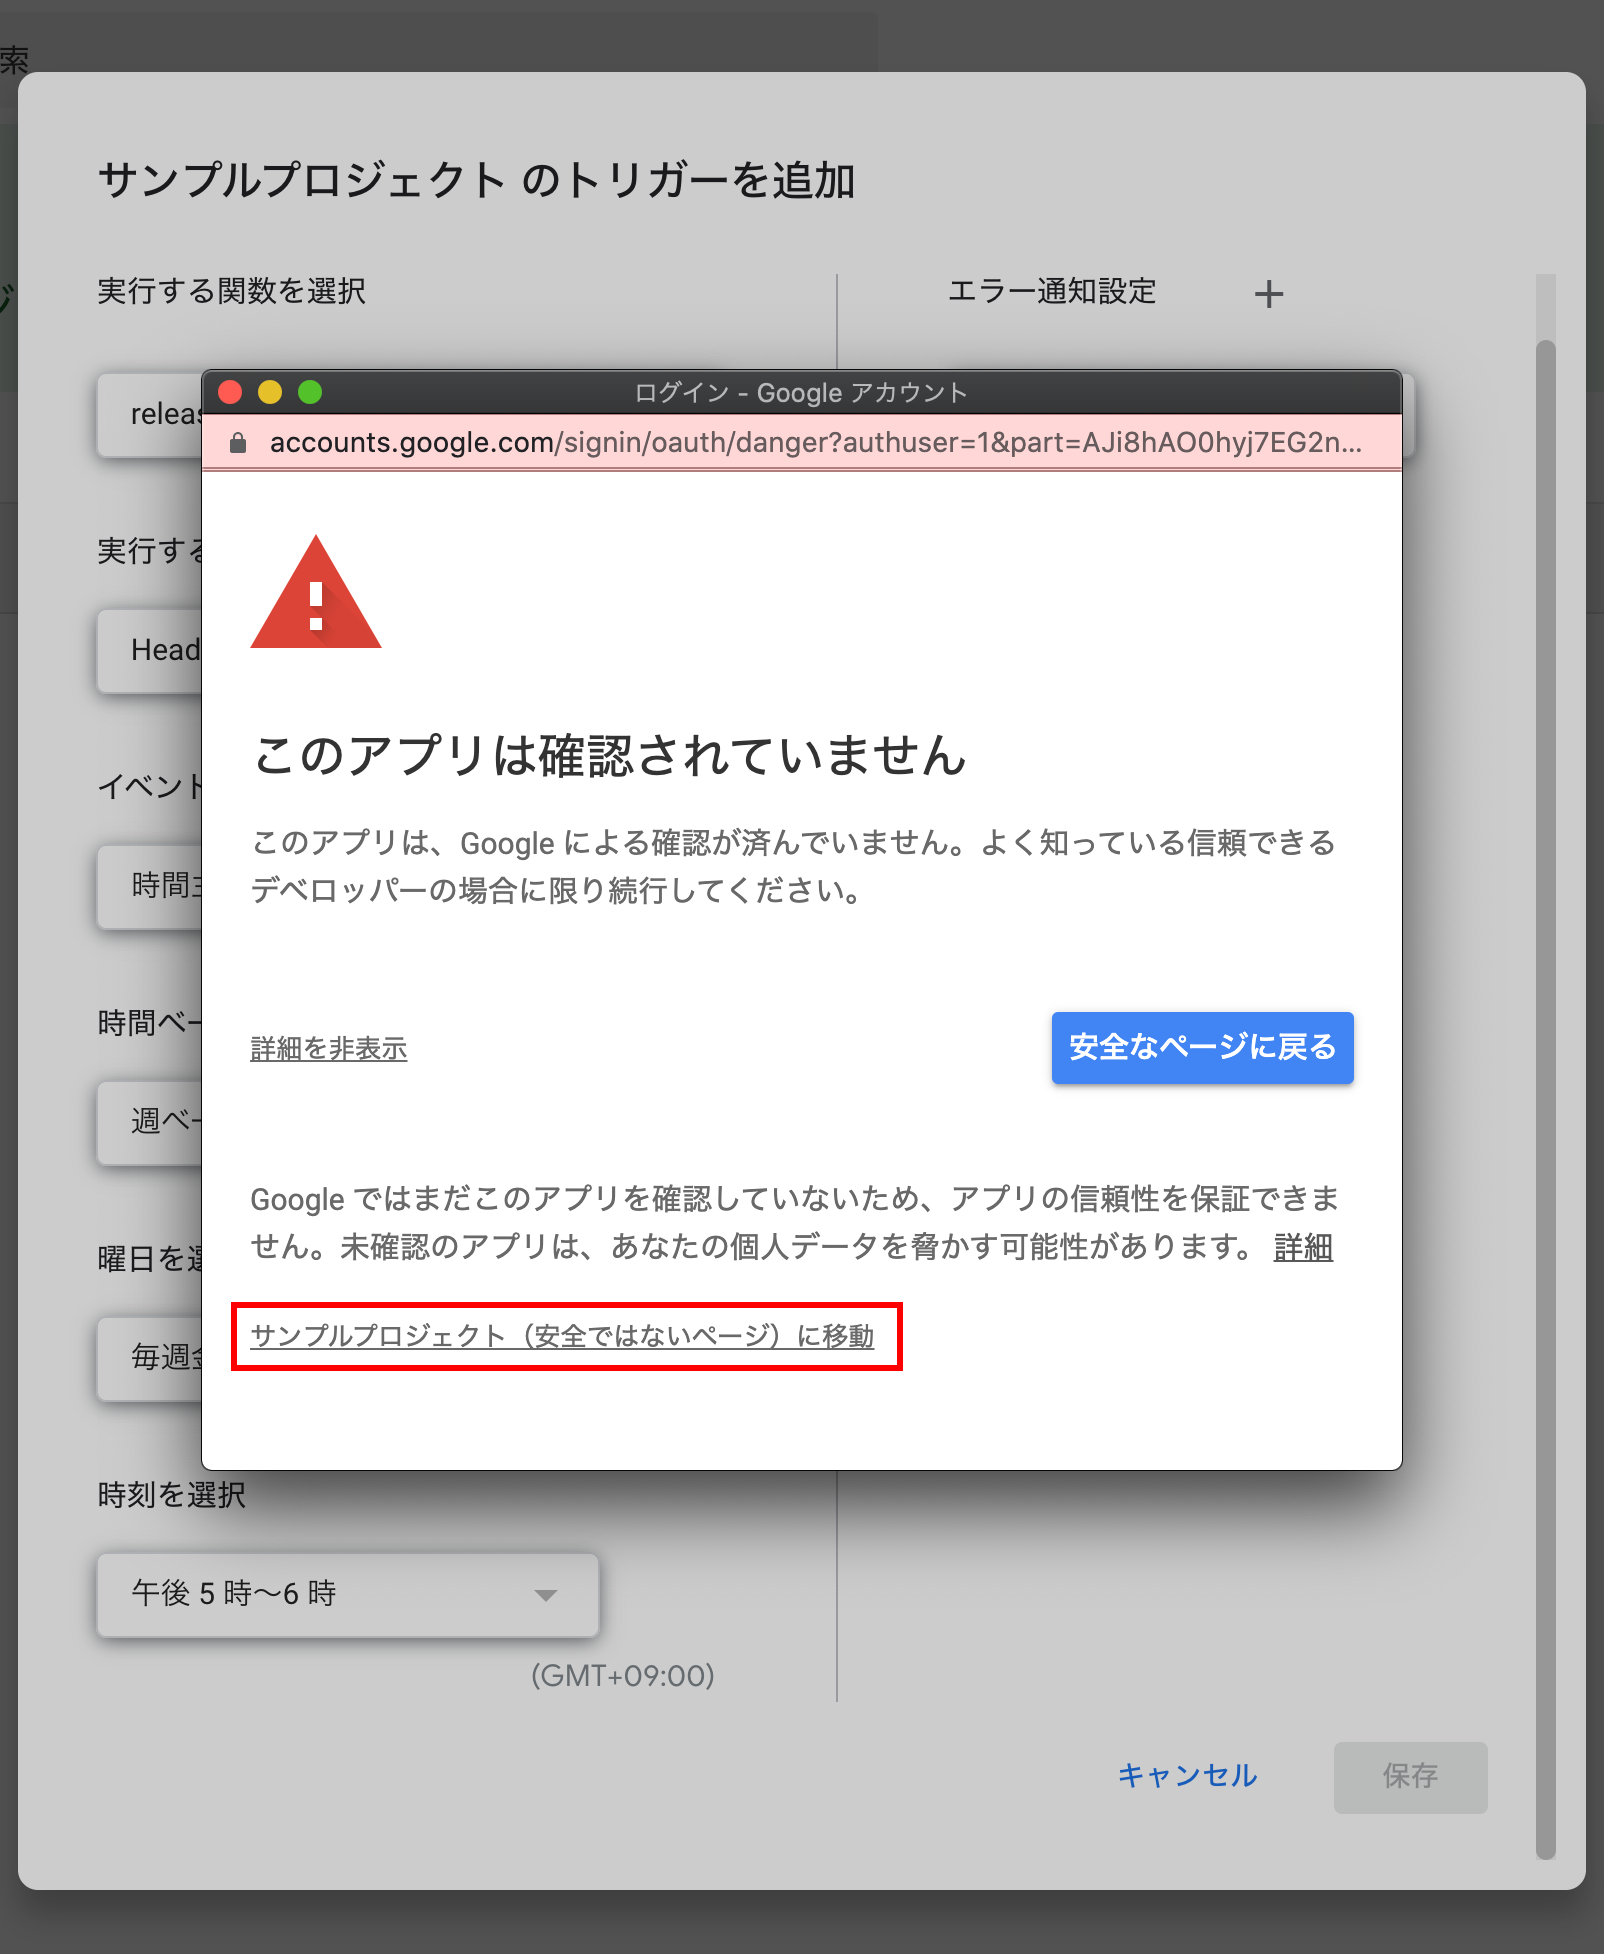 索
サンプルプロジェクト のトリガーを追加
実行する関数を選択
エラー通知設定
releas
ログイン - Google アカウント
accounts.google.com/signin/oauth/danger?authuser=1&part=AJi8hAO0hyj7EG2n...
実行する
Head
イベント
時間主
時間ベー
週ベー
曜日を選
毎週金
このアプリは確認されていません
このアプリは、Google による確認が済んでいません。よく知っている信頼できる
デベロッパーの場合に限り続行してください。
詳細を非表示
安全なページに戻る
Google ではまだこのアプリを確認していないため、アプリの信頼性を保証できま
せん。未確認のアプリは、あなたの個人データを脅かす可能性があります。 詳細
サンプルプロジェクト（安全ではないページ）に移動
時刻を選択
午後 5 時～6 時
(GMT+09:00)
キャンセル
保存